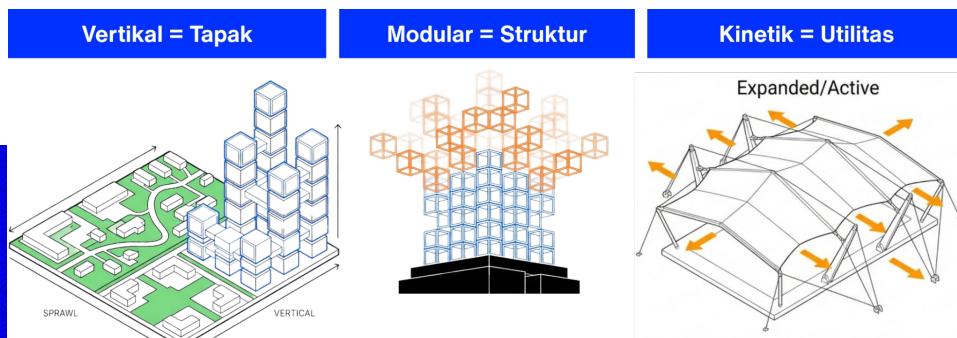 Vertikal = Tapak
Modular = Struktur
Kinetik = Utilitas
Expanded/Active
SPRAWL
VERTICAL